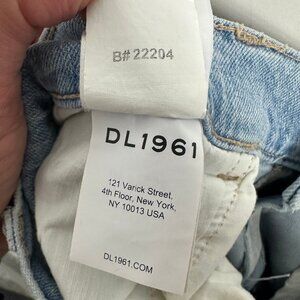 B# 22204
DL1961
121 Varick Street,
4th Floor, New York,
NY 10013 USA
DL1961.COM